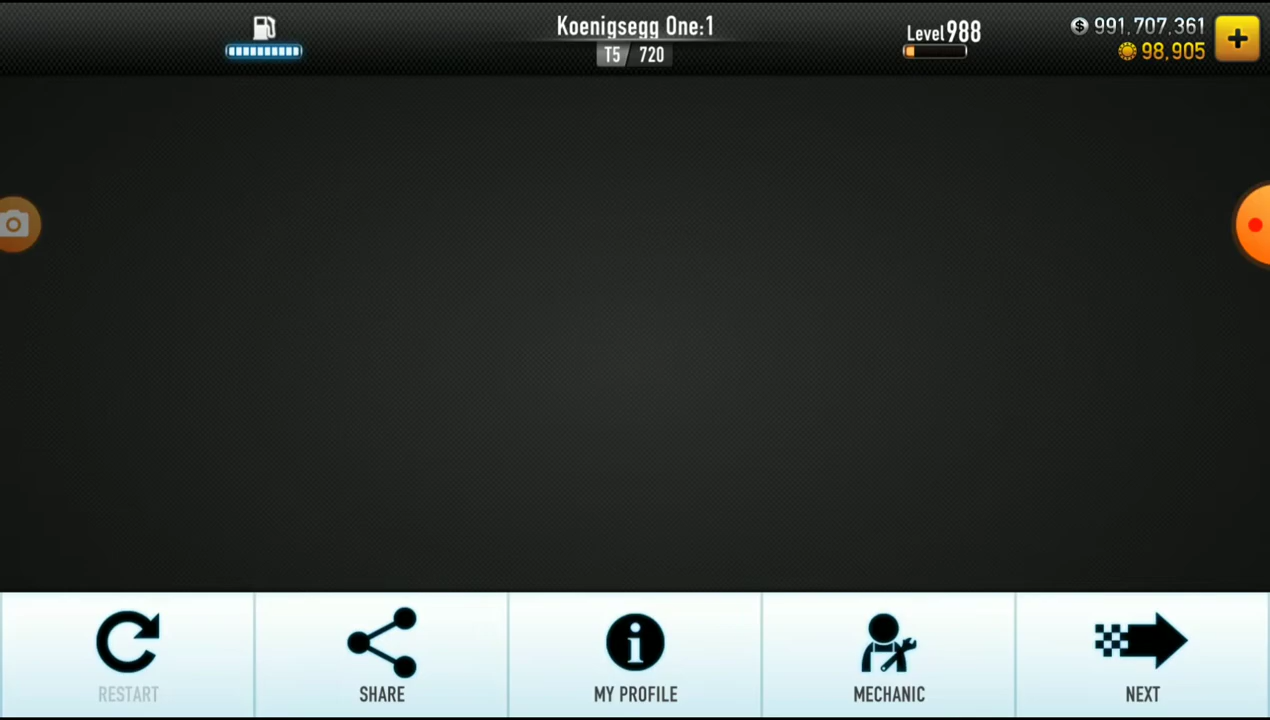 Koenigsegg One:1
T5 720
Level 988
$ 991,707,361
98,905
RESTART
SHARE
MY PROFILE
MECHANIC
NEXT